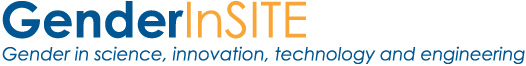 GenderInSITE
Gender in science, innovation, technology and engineering